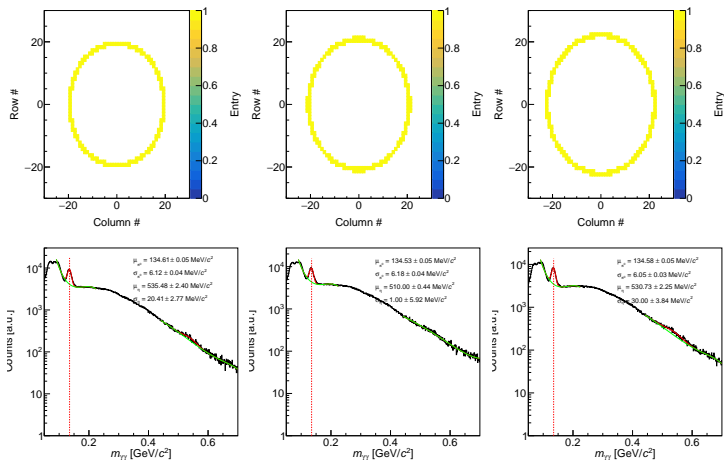 30
20
0
−20
−20
0
20
Row #
Column #
Entry
1
0.8
0.6
0.4
0.2
0
30
20
0
−20
−20
0
20
Row #
Column #
Entry
1
0.8
0.6
0.4
0.2
0
30
20
0
−20
−20
0
20
Row #
Column #
Entry
1
0.8
0.6
0.4
0.2
0
μπ⁰ = 134.61 ± 0.05 MeV/c²
σπ⁰ = 6.12 ± 0.04 MeV/c²
μη = 535.48 ± 2.40 MeV/c²
ση = 20.41 ± 2.77 MeV/c²
10⁴
10³
10²
10
1
Counts [a.u.]
0.2
0.4
0.6
mγγ [GeV/c²]
μπ⁰ = 134.53 ± 0.05 MeV/c²
σπ⁰ = 6.18 ± 0.04 MeV/c²
μη = 510.00 ± 0.44 MeV/c²
ση = 1.00 ± 5.92 MeV/c²
10⁴
10³
10²
10
1
Counts [a.u.]
0.2
0.4
0.6
mγγ [GeV/c²]
μπ⁰ = 134.58 ± 0.05 MeV/c²
σπ⁰ = 6.05 ± 0.03 MeV/c²
μη = 530.73 ± 2.25 MeV/c²
ση = 30.00 ± 3.84 MeV/c²
10⁴
10³
10²
10
1
Counts [a.u.]
0.2
0.4
0.6
mγγ [GeV/c²]